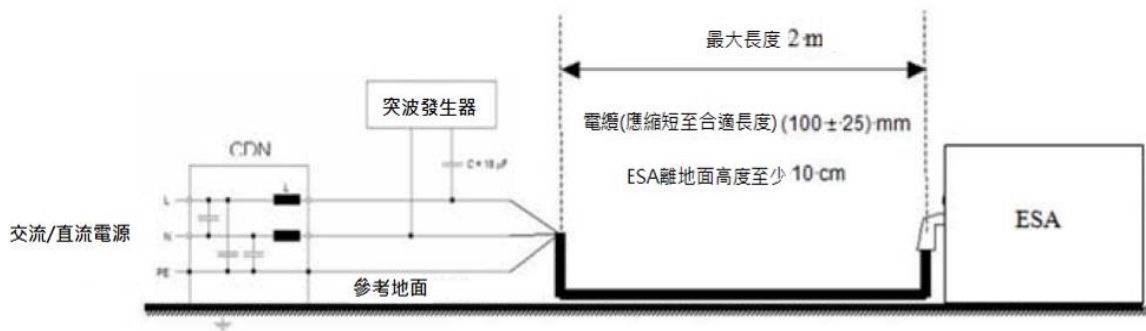 最大長度 2·m
突波發生器
電纜(應縮短至合適長度) (100±·25)·mm
CDN
C = 18 μF
ESA離地面高度至少 10·cm
L
L
ESA
交流/直流電源
N
PE
參考地面